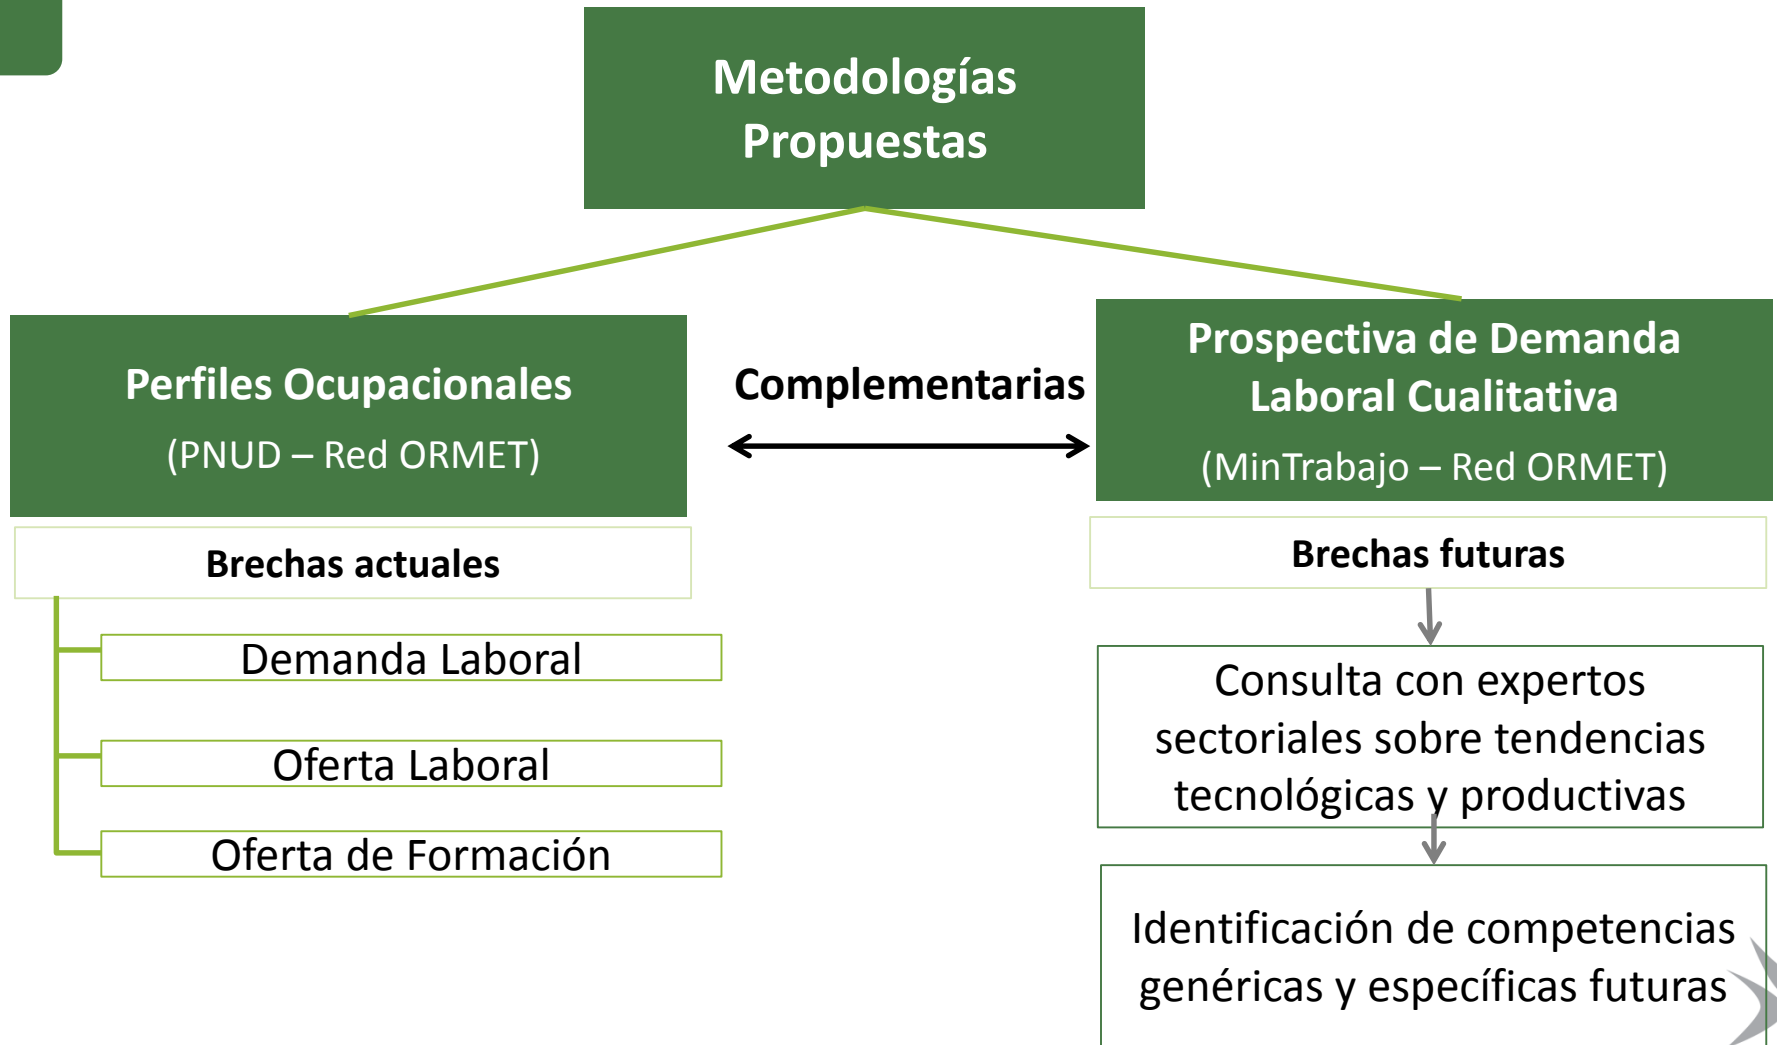 Metodologías
Propuestas
Perfiles Ocupacionales
(PNUD – Red ORMET)
Complementarias
Prospectiva de Demanda
Laboral Cualitativa
(MinTrabajo – Red ORMET)
Brechas actuales
Demanda Laboral
Oferta Laboral
Oferta de Formación
Brechas futuras
Consulta con expertos
sectoriales sobre tendencias
tecnológicas y productivas
Identificación de competencias
genéricas y específicas futuras